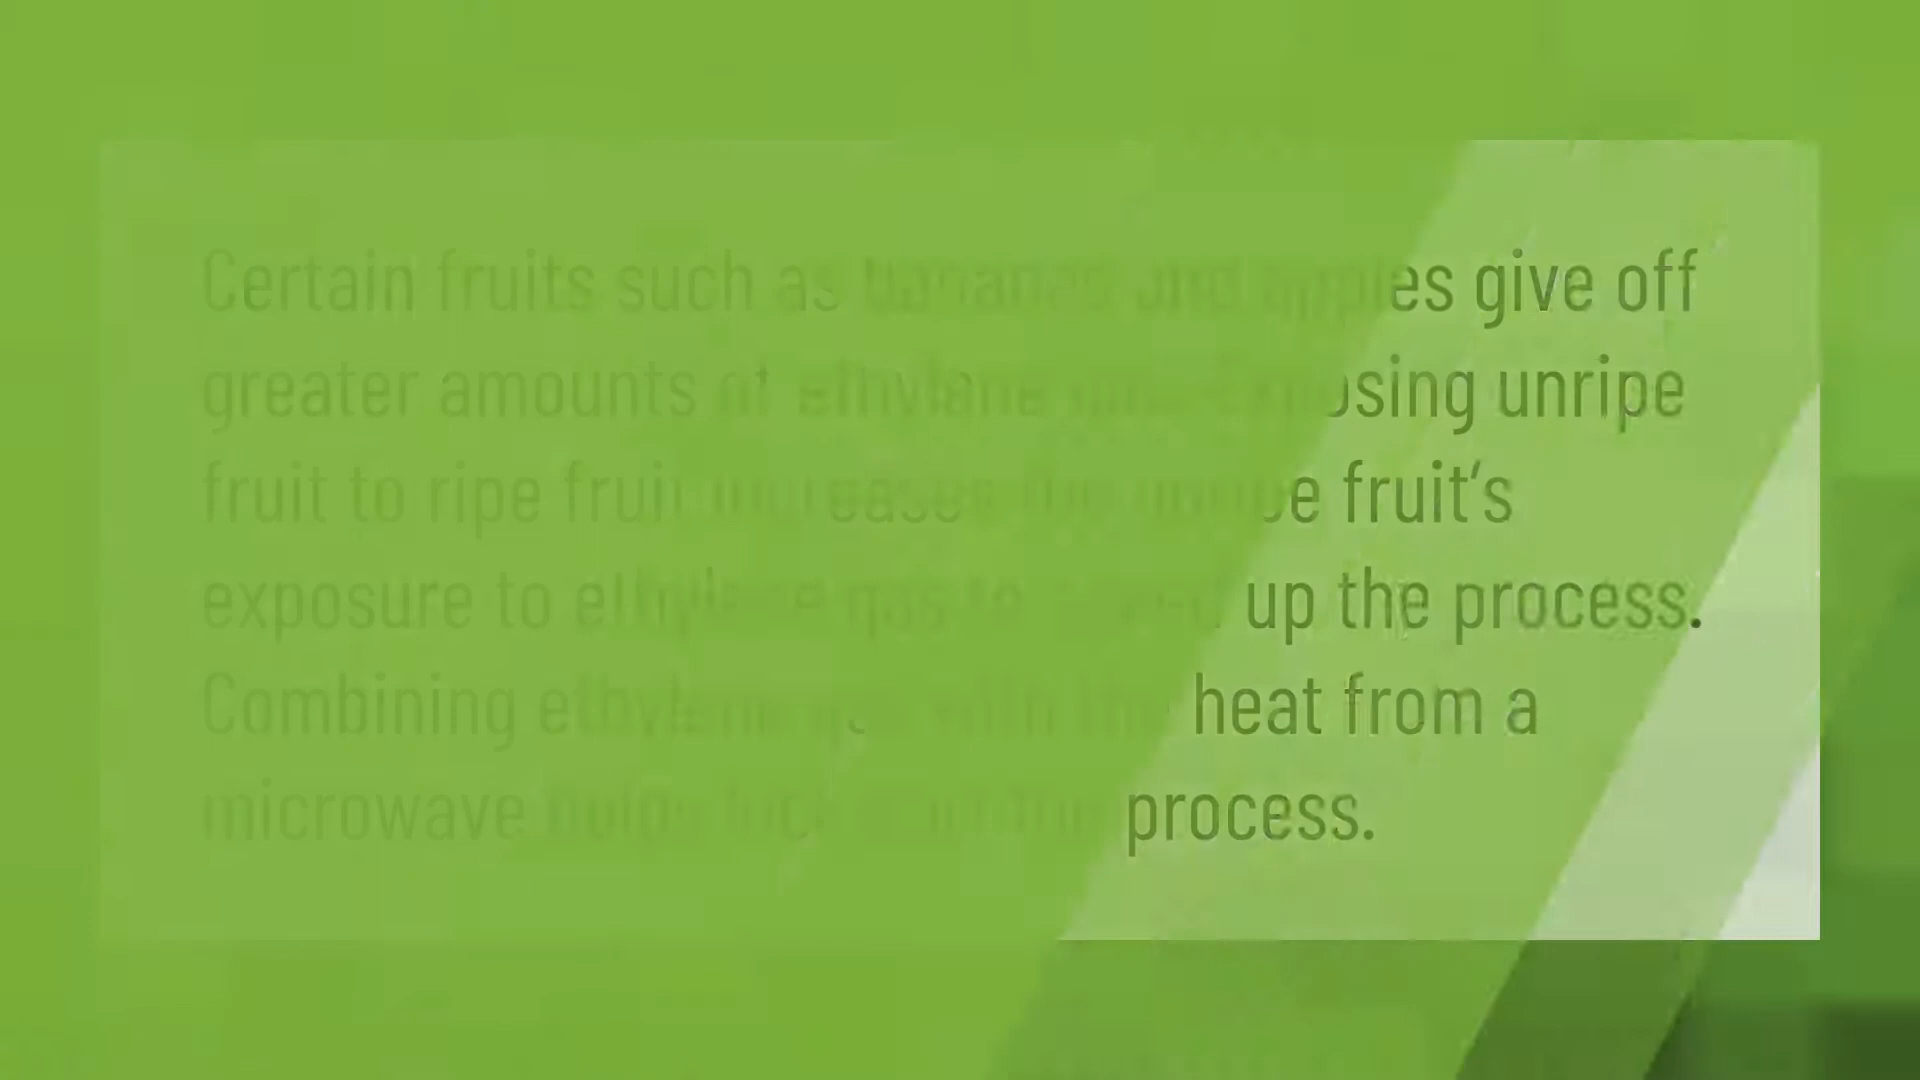 Certain fruits such as bananas and apples give off
greater amounts of ethylene gas. Exposing unripe
fruit to ripe fruit increases the unripe fruit's
exposure to ethylene gas to speed up the process.
Combining ethylene gas with the heat from a
microwave helps the process.